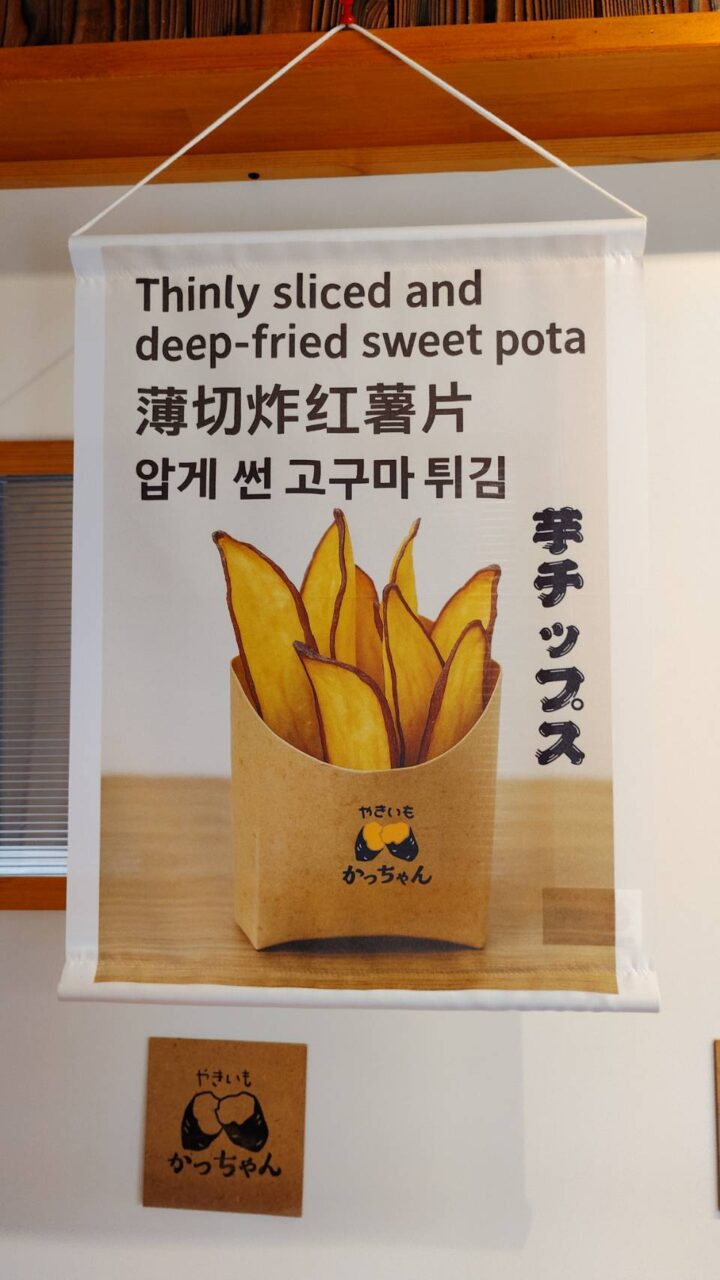 Thinly sliced and
deep-fried sweet pota
薄切炸红薯片
압게 썬 고구마 튀김
芋チップス
やきいも
かっちゃん
やきいも
かっちゃん